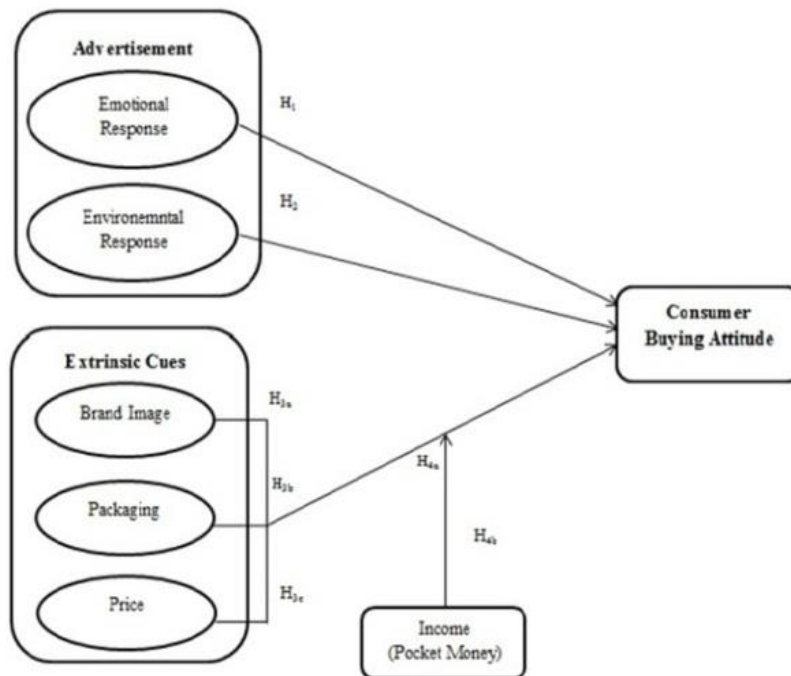 Advertisement
Emotional
Response
H1
Environemntal
Response
H2
Consumer
Buying Attitude
Extrinsic Cues
Brand Image
H3a
Packaging
H3b
Price
H3c
H4a
H4b
Income
(Pocket Money)